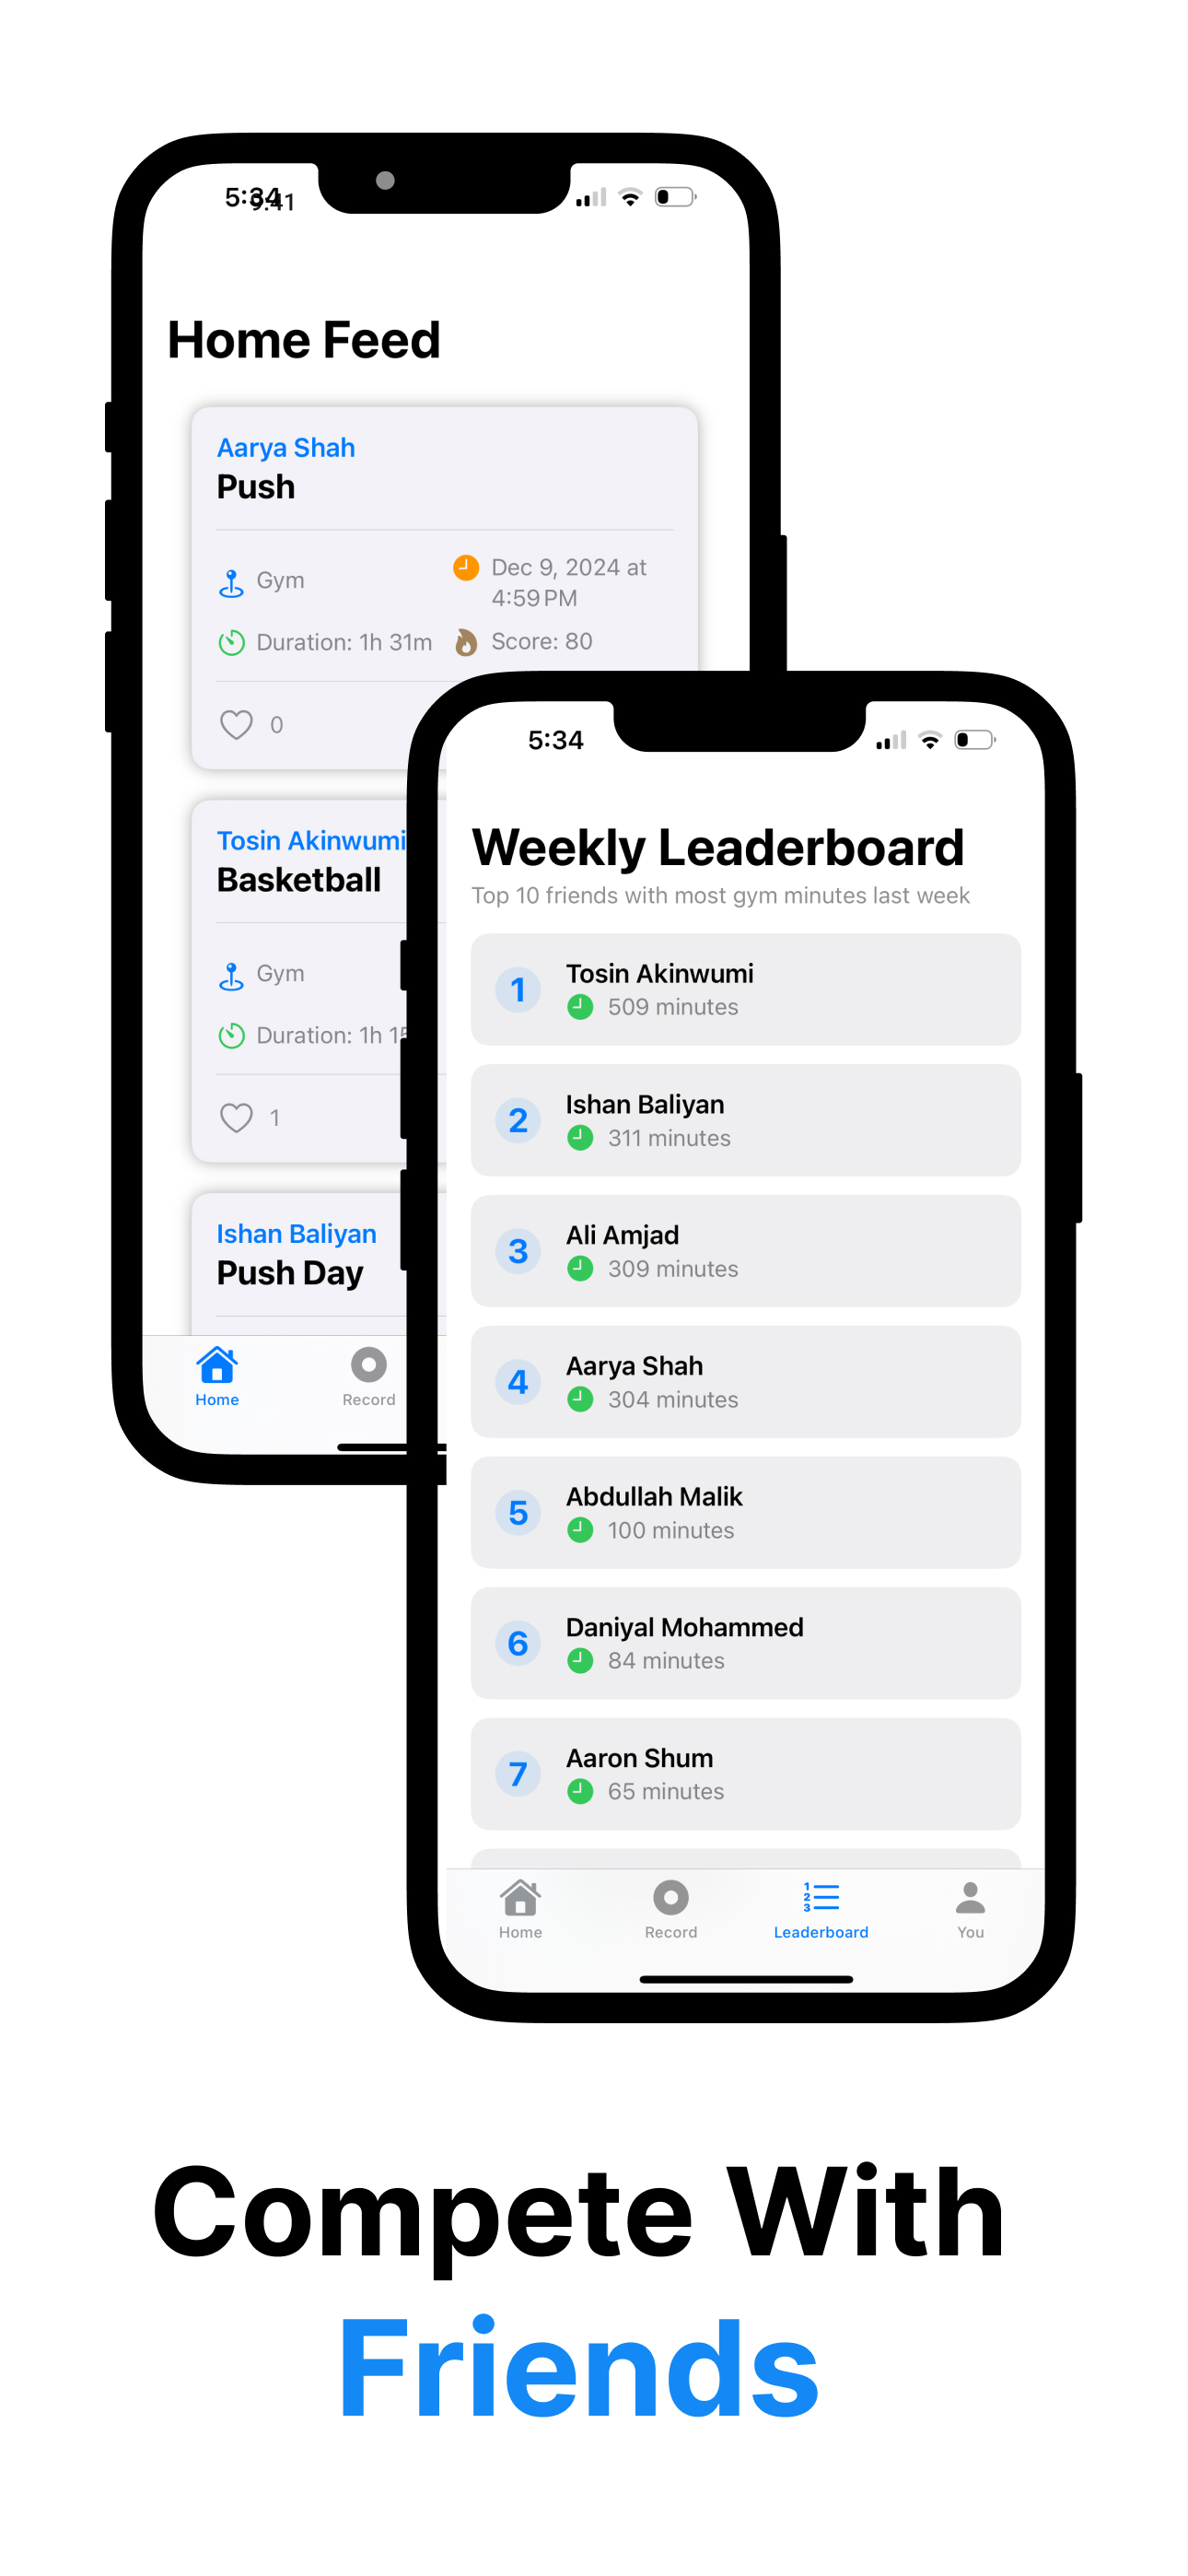 5:34
9:41
Home Feed
Aarya Shah
Push
Gym
Dec 9, 2024 at
4:59 PM
Duration: 1h 31m
Score: 80
0
Tosin Akinwumi
Basketball
Gym
Duration: 1h 15
1
Ishan Baliyan
Push Day
Home
Record
5:34
Weekly Leaderboard
Top 10 friends with most gym minutes last week
1
Tosin Akinwumi
509 minutes
2
Ishan Baliyan
311 minutes
3
Ali Amjad
309 minutes
4
Aarya Shah
304 minutes
5
Abdullah Malik
100 minutes
6
Daniyal Mohammed
84 minutes
7
Aaron Shum
65 minutes
1
2
3
Home
Record
Leaderboard
You
Compete With
Friends